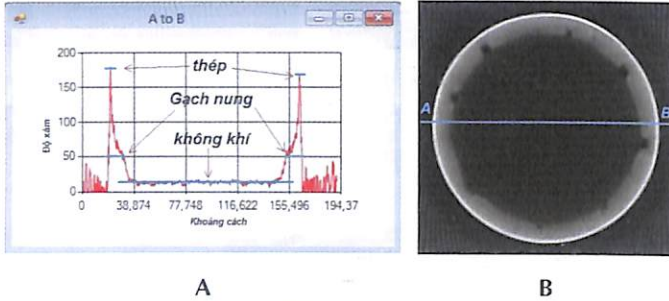 A to B
200
thép
150
Gạch nung
100
không khí
50
0
Độ xám
0 38,874 77,748 116,622 155,496 194,37
Khoảng cách
A
B
A
B